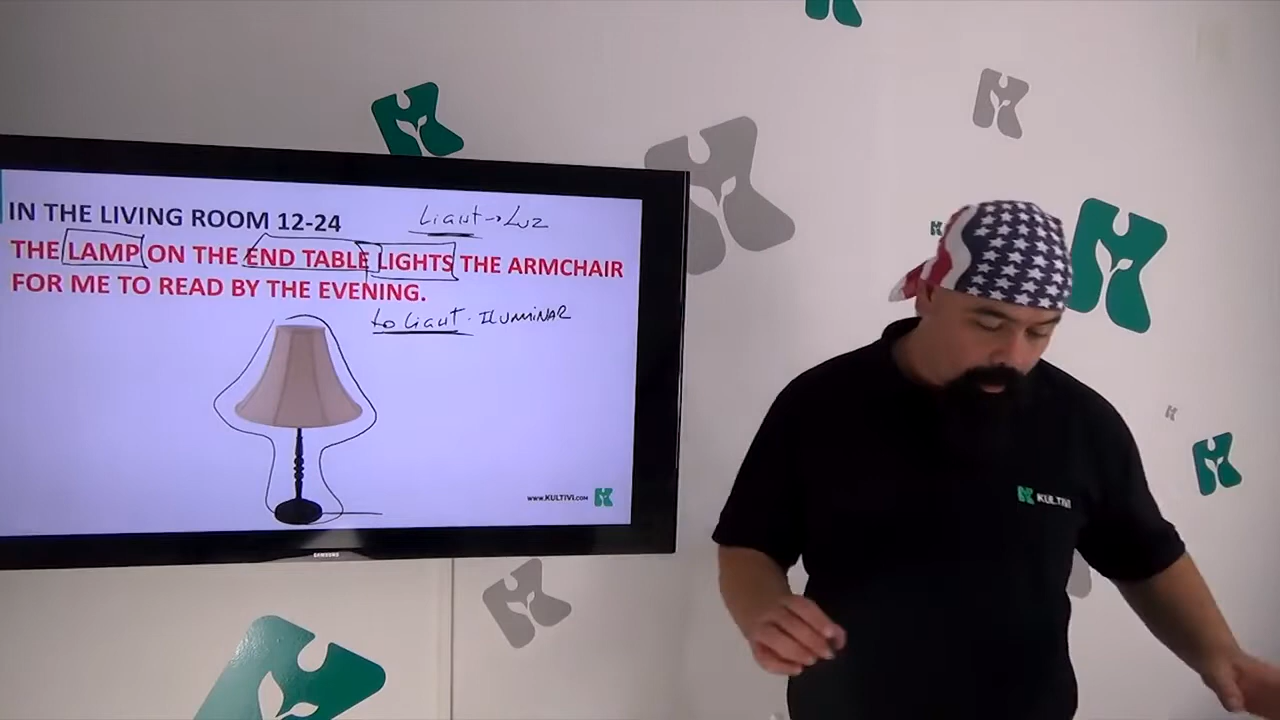 IN THE LIVING ROOM 12-24
Light → Luz
THE LAMP ON THE END TABLE LIGHTS THE ARMCHAIR
FOR ME TO READ BY THE EVENING.
to Light · ILUMINAR
WWW.KULTIVI.COM
SAMSUNG
KULTIVI